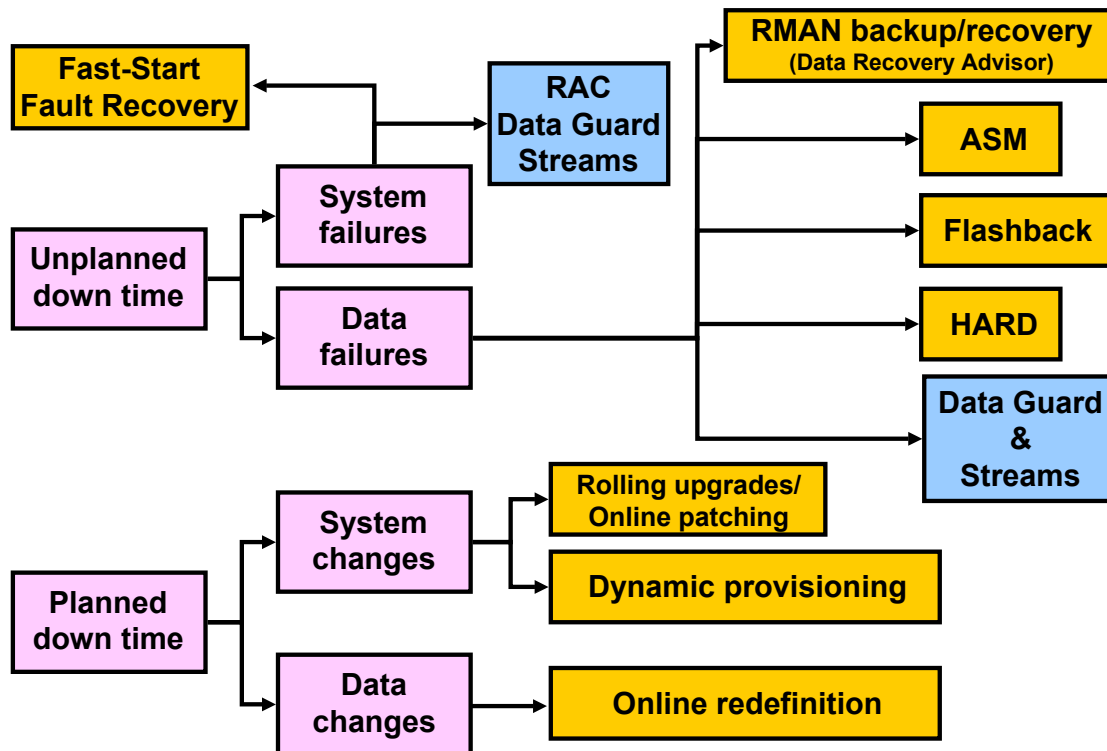 Fast-Start
Fault Recovery
RAC
Data Guard
Streams
RMAN backup/recovery
(Data Recovery Advisor)
ASM
System
failures
Flashback
Unplanned
down time
Data
failures
HARD
Data Guard
&
Streams
Rolling upgrades/
Online patching
System
changes
Dynamic provisioning
Planned
down time
Data
changes
Online redefinition